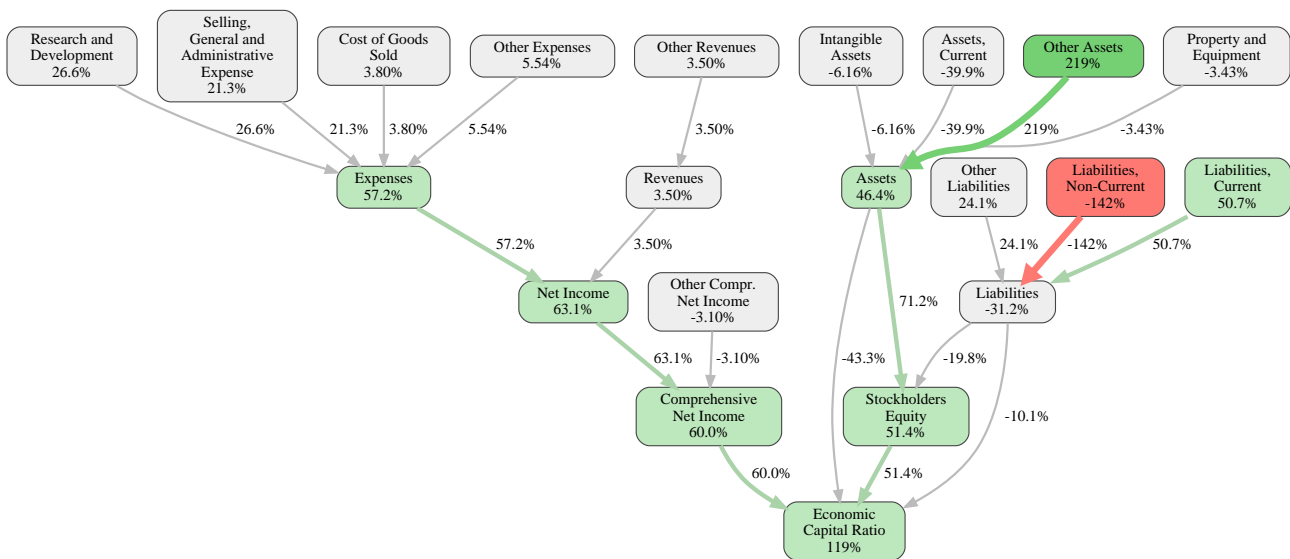 Research and
Development
26.6%
Selling,
General and
Administrative
Expense
21.3%
Cost of Goods
Sold
3.80%
Other Expenses
5.54%
Other Revenues
3.50%
Intangible
Assets
-6.16%
Assets,
Current
-39.9%
Other Assets
219%
Property and
Equipment
-3.43%
26.6%
21.3%
3.80%
5.54%
3.50%
-6.16%
-39.9%
219%
-3.43%
Expenses
57.2%
Revenues
3.50%
Assets
46.4%
Other
Liabilities
24.1%
Liabilities,
Non-Current
-142%
Liabilities,
Current
50.7%
57.2%
3.50%
24.1%
-142%
50.7%
Net Income
63.1%
Other Compr.
Net Income
-3.10%
71.2%
Liabilities
-31.2%
63.1%
-3.10%
-43.3%
-19.8%
Comprehensive
Net Income
60.0%
Stockholders
Equity
51.4%
-10.1%
60.0%
51.4%
Economic
Capital Ratio
119%